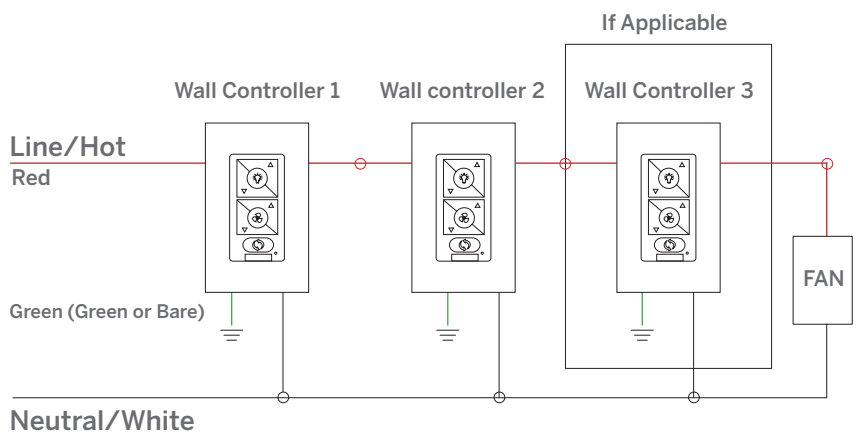 If Applicable
Wall Controller 1
Wall controller 2
Wall Controller 3
Line/Hot
Red
FAN
Green (Green or Bare)
Neutral/White